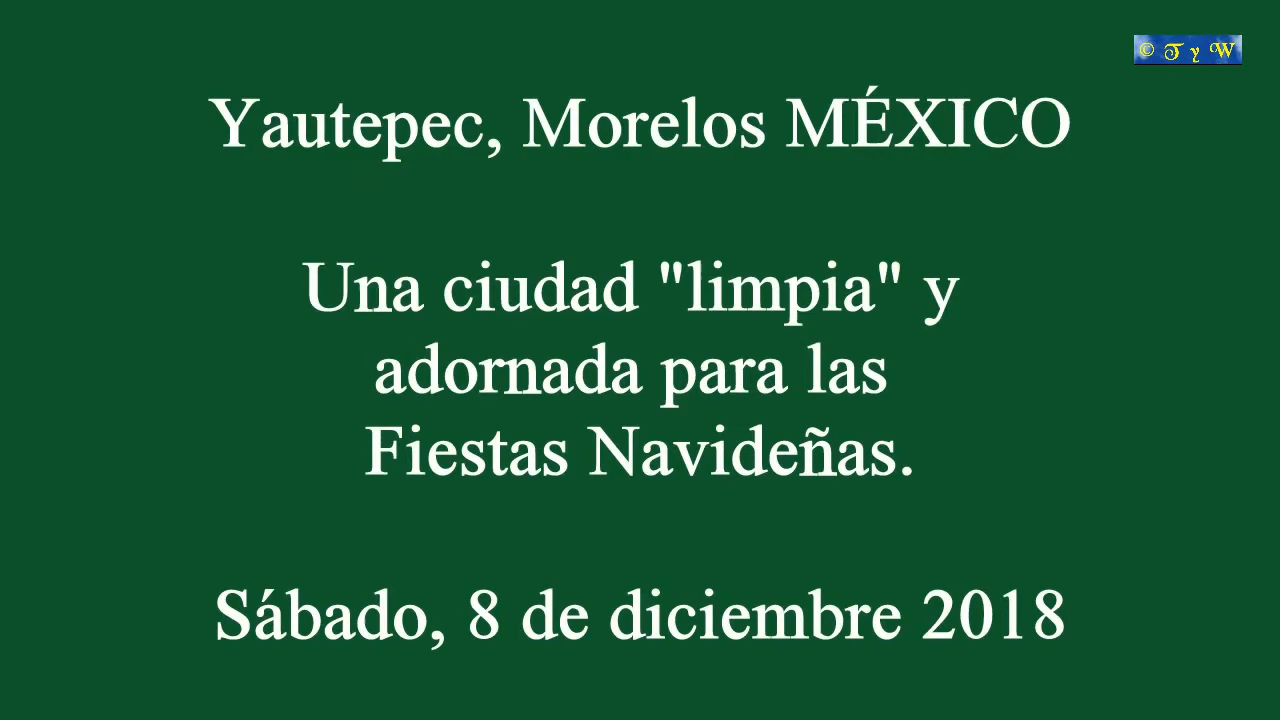 © T y W
Yautepec, Morelos MÉXICO
Una ciudad "limpia" y
adornada para las
Fiestas Navideñas.
Sábado, 8 de diciembre 2018